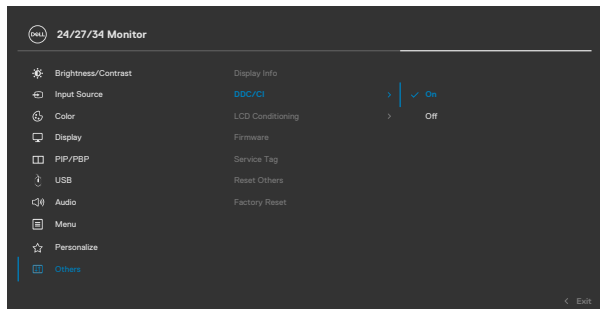 DELL 24/27/34 Monitor
Brightness/Contrast Display Info
Input Source DDC/CI > On
Color LCD Conditioning > Off
Display Firmware
PIP/PBP Service Tag
USB Reset Others
Audio Factory Reset
Menu
Personalize
Others
< Exit